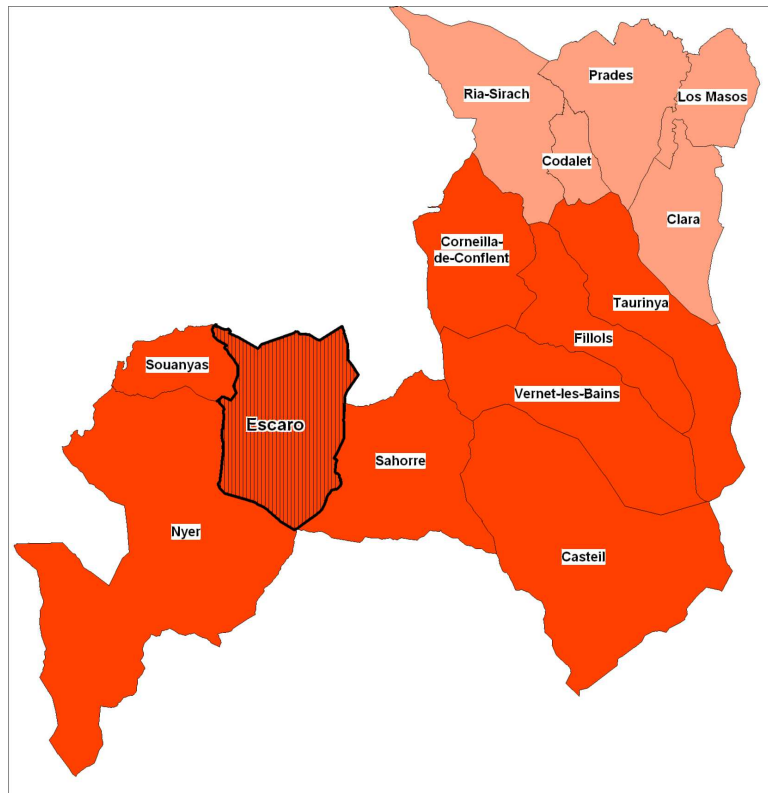 Prades
Ria-Sirach
Los Masos
Codalet
Clara
Corneilla-
de-Conflent
Taurinya
Fillols
Souanyas
Vernet-les-Bains
Escaro
Sahorre
Nyer
Casteil